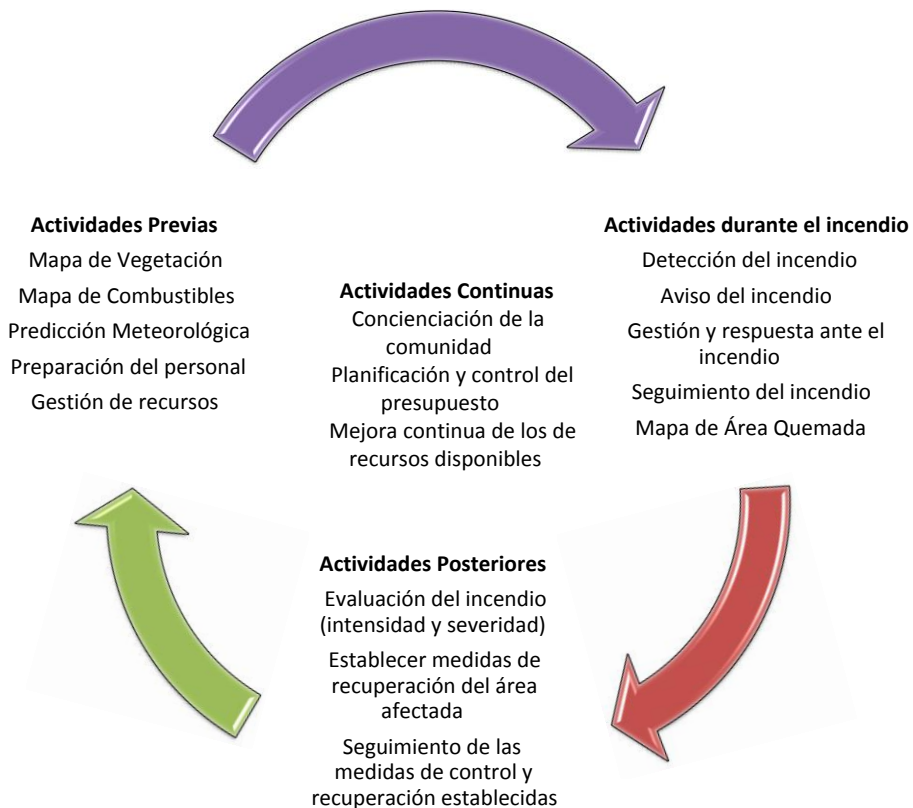 Actividades Previas
Mapa de Vegetación
Mapa de Combustibles
Predicción Meteorológica
Preparación del personal
Gestión de recursos
Actividades Continuas
Concienciación de la
comunidad
Planificación y control del
presupuesto
Mejora continua de los de
recursos disponibles
Actividades durante el incendio
Detección del incendio
Aviso del incendio
Gestión y respuesta ante el
incendio
Seguimiento del incendio
Mapa de Área Quemada
Actividades Posteriores
Evaluación del incendio
(intensidad y severidad)
Establecer medidas de
recuperación del área
afectada
Seguimiento de las
medidas de control y
recuperación establecidas